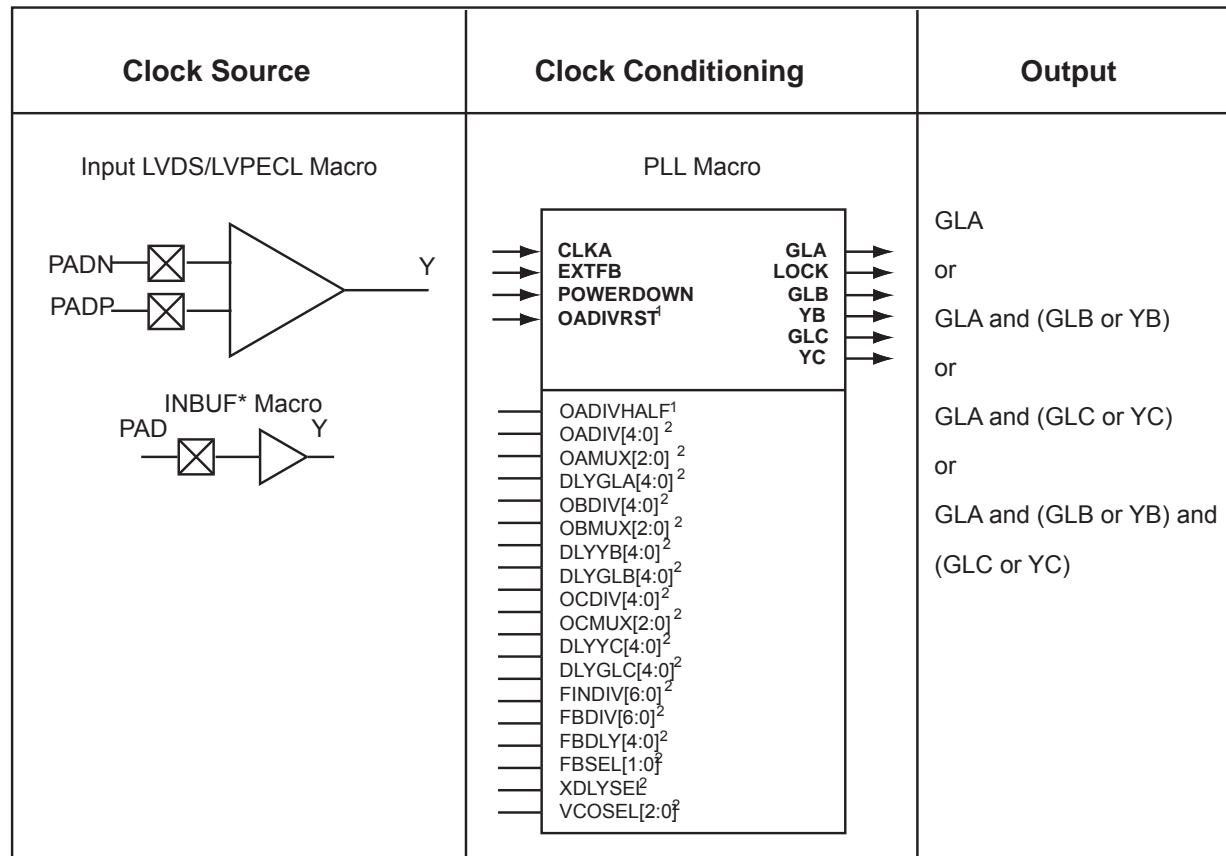 Clock Source
Clock Conditioning
Output
Input LVDS/LVPECL Macro
PADN
PADP
Y
INBUF* Macro
PAD
Y
PLL Macro
CLKA
EXTFB
POWERDOWN
OADIVRST1
GLA
LOCK
GLB
YB
GLC
YC
OADIVHALF1
OADIV[4:0] 2
OAMUX[2:0] 2
DLYGLA[4:0] 2
OBDIV[4:0]2
OBMUX[2:0] 2
DLYYB[4:0]2
DLYGLB[4:0]2
OCDIV[4:0]2
OCMUX[2:0] 2
DLYYC[4:0]2
DLYGLC[4:0]2
FINDIV[6:0] 2
FBDIV[6:0]2
FBDLY[4:0]2
FBSEL[1:0]2
XDLYSEL2
VCOSEL[2:0]2
GLA
or
GLA and (GLB or YB)
or
GLA and (GLC or YC)
or
GLA and (GLB or YB) and
(GLC or YC)